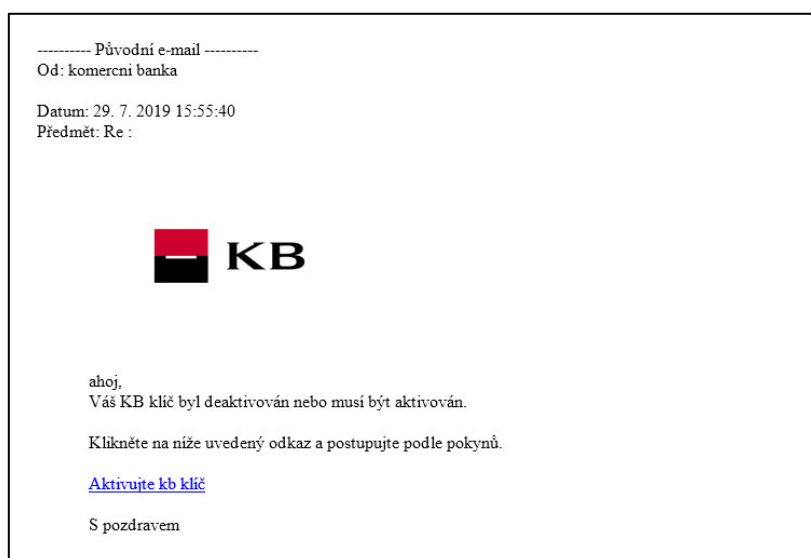 ---------- Původní e-mail ----------
Od: komercni banka
Datum: 29. 7. 2019 15:55:40
Předmět: Re :
KB
ahoj,
Váš KB klíč byl deaktivován nebo musí být aktivován.
Klikněte na níže uvedený odkaz a postupujte podle pokynů.
Aktivujte kb klíč
S pozdravem